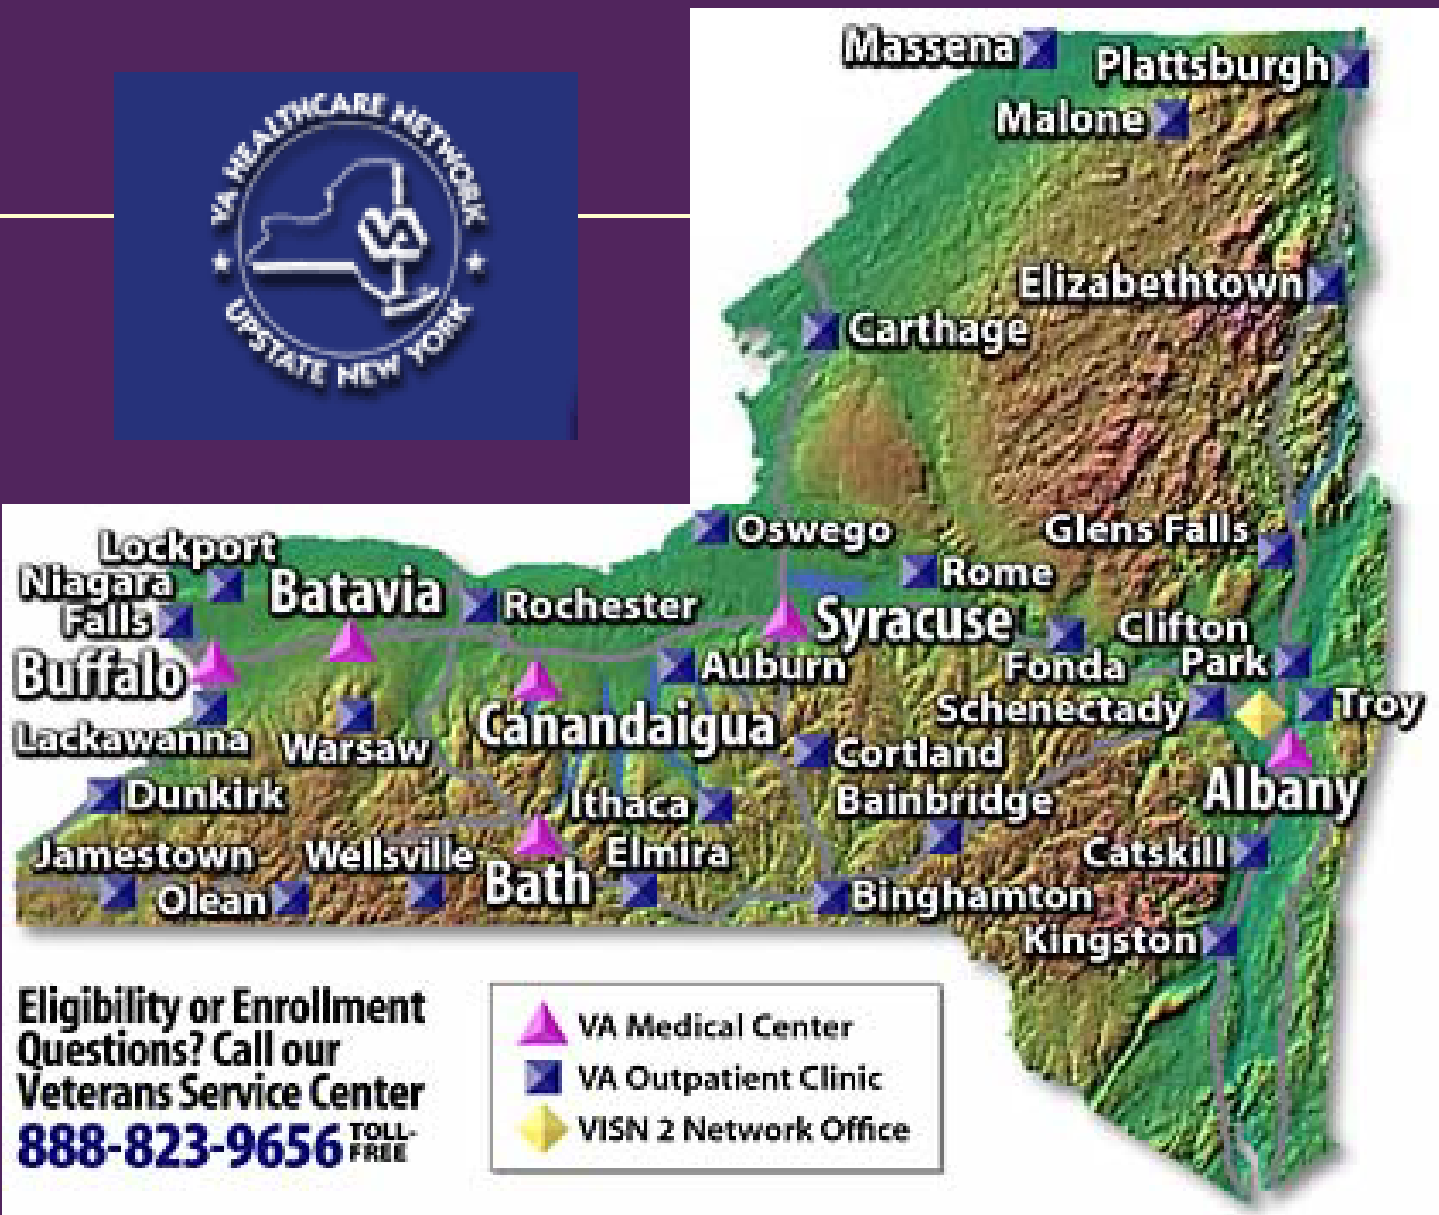 VA HEALTHCARE NETWORK
UPSTATE NEW YORK
VA
Massena
Plattsburgh
Malone
Elizabethtown
Carthage
Oswego
Glens Falls
Lockport
Rome
Niagara
Falls
Batavia
Rochester
Syracuse
Clifton
Park
Buffalo
Auburn
Fonda
Schenectady
Troy
Lackawanna
Warsaw
Canandaigua
Cortland
Dunkirk
Ithaca
Bainbridge
Albany
Jamestown
Wellsville
Elmira
Catskill
Olean
Bath
Binghamton
Kingston
Eligibility or Enrollment
Questions? Call our
Veterans Service Center
888-823-9656 TOLL-
FREE
VA Medical Center
VA Outpatient Clinic
VISN 2 Network Office